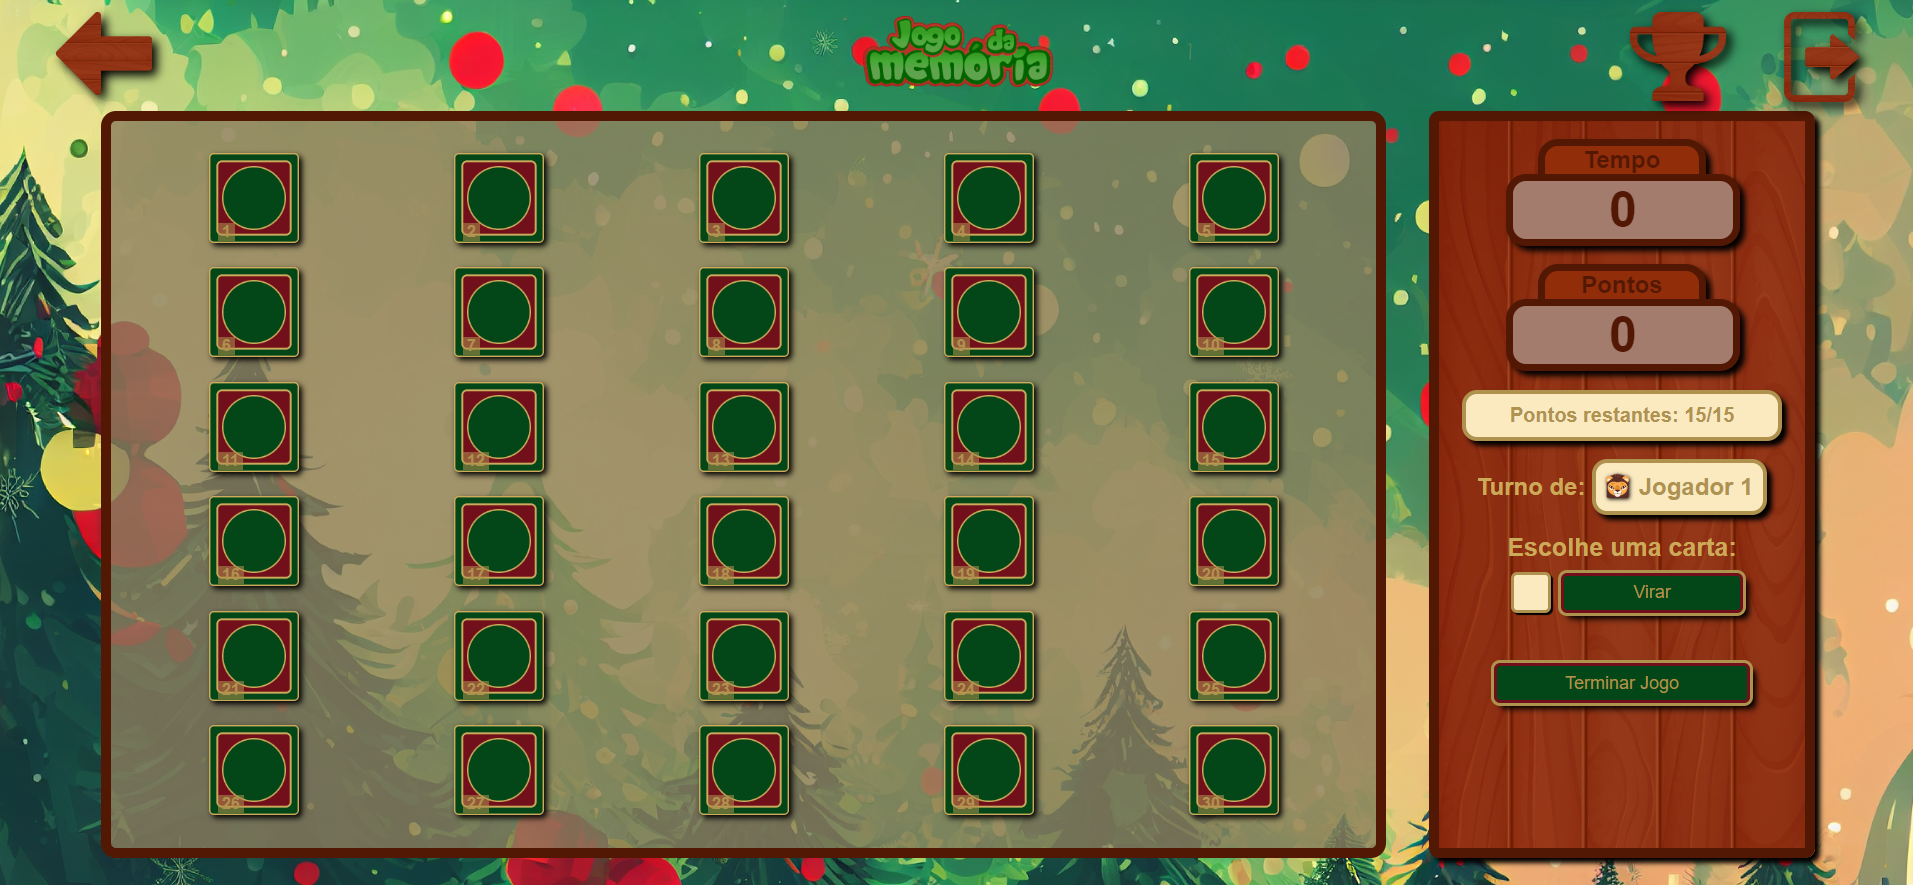 Jogo da
memória
1 2 3 4 5
6 7 8 9 10
11 12 13 14 15
16 17 18 19 20
21 22 23 24 25
26 27 28 29 30
Tempo
0
Pontos
0
Pontos restantes: 15/15
Turno de: Jogador 1
Escolhe uma carta:
Virar
Terminar Jogo